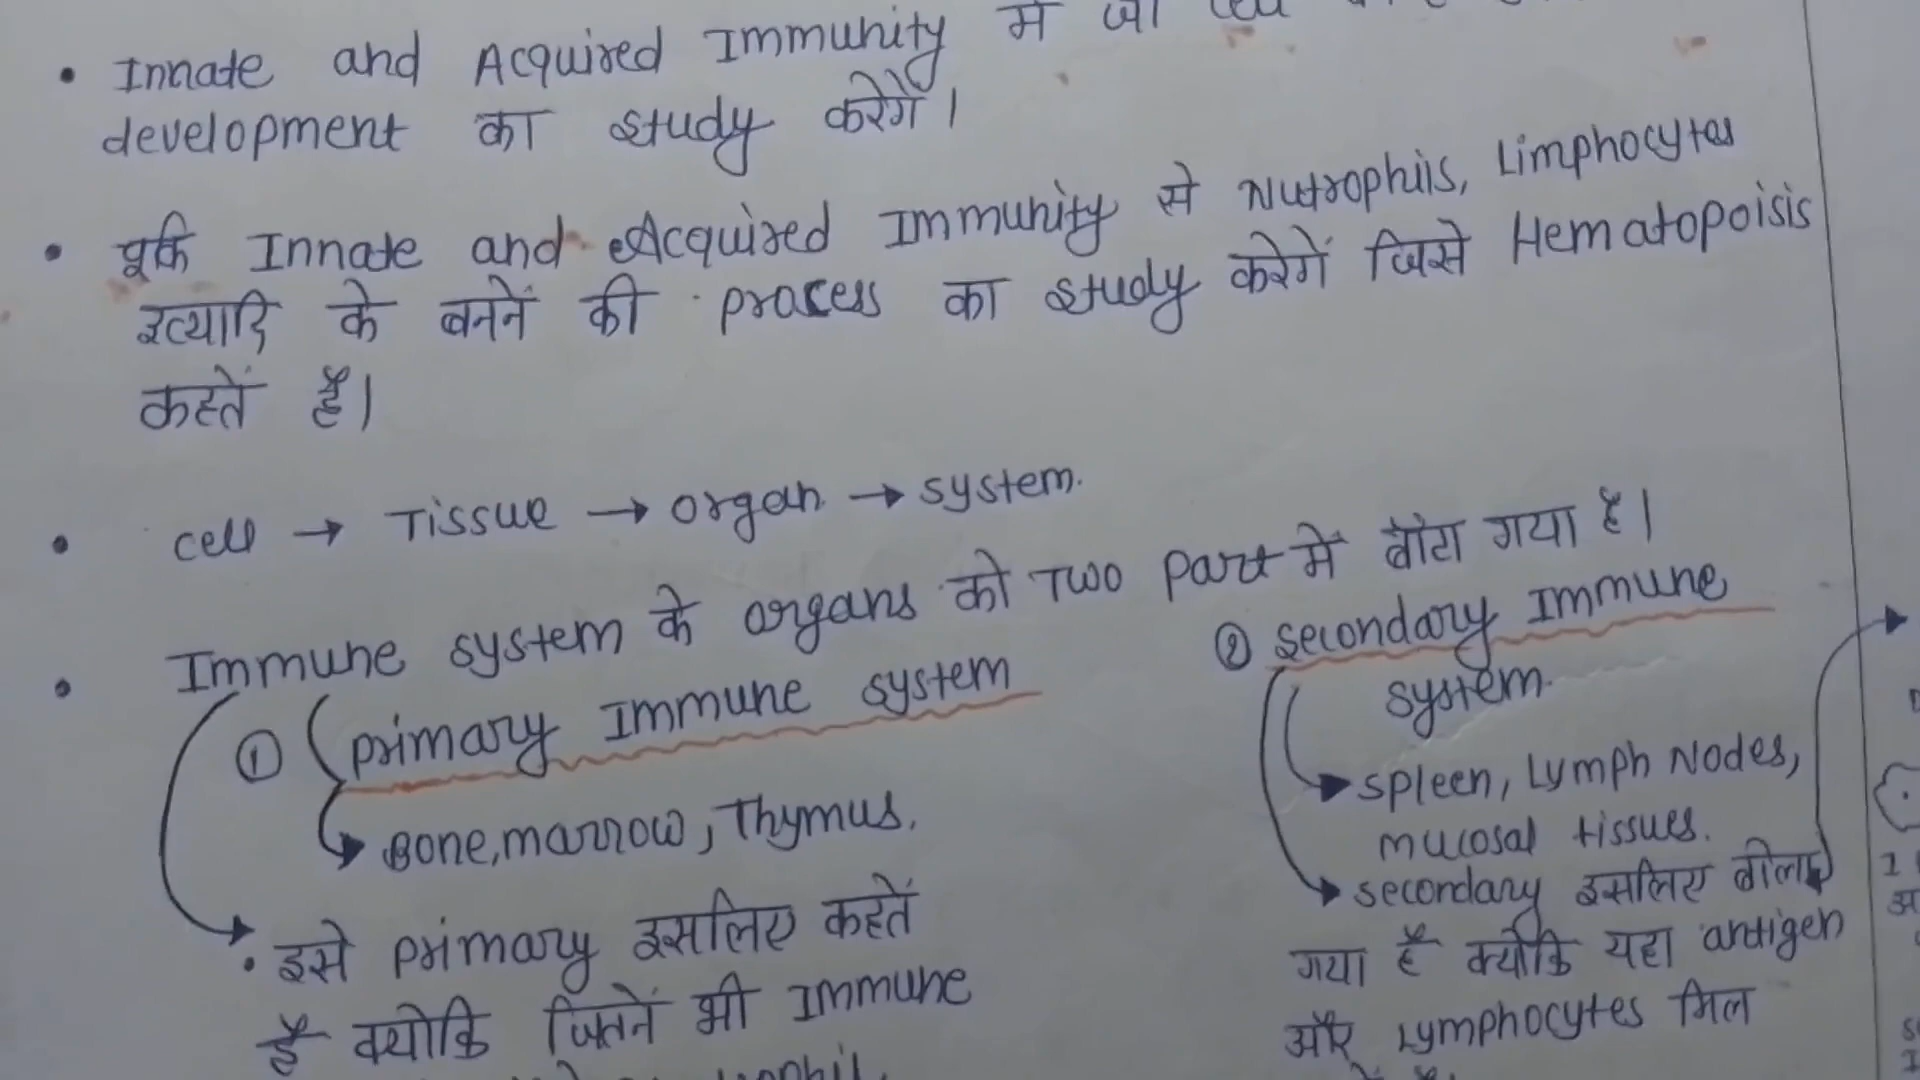 • Innate and Acquired Immunity में जो
development का study करेगें।
• चूकि Innate and Acquired Immunity से Nutrophils, Limphocytes
इत्यादि के बननें की process का study करेगें जिसे Hematopoisis
कहतें हैं।
• cell → Tissue → organ → system.
• Immune system के organs को Two part में बांटा गया है।
① primary Immune system
② secondary Immune
system.
Bone, marrow, Thymus.
spleen, Lymph Nodes,
mucosal tissues.
• इसे primary इसलिए कहतें
हैं क्योकि जितनें भी Immune
secondary इसलिए बोला
गया है क्योकि यहा antigen
और Lymphocytes मिल